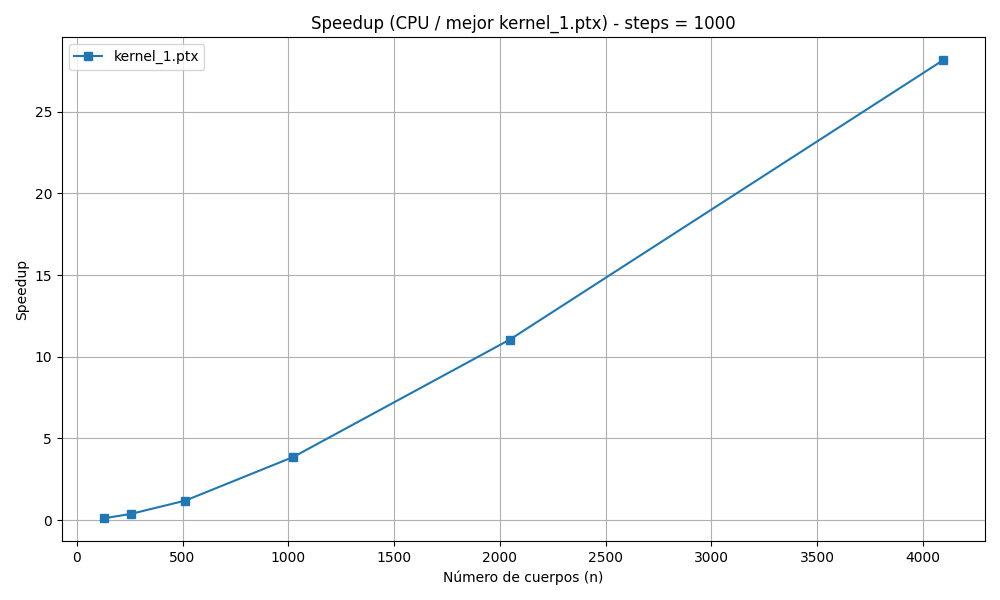 Speedup (CPU / mejor kernel_1.ptx) - steps = 1000
kernel_1.ptx
25
20
15
10
5
0
Speedup
0 500 1000 1500 2000 2500 3000 3500 4000
Número de cuerpos (n)